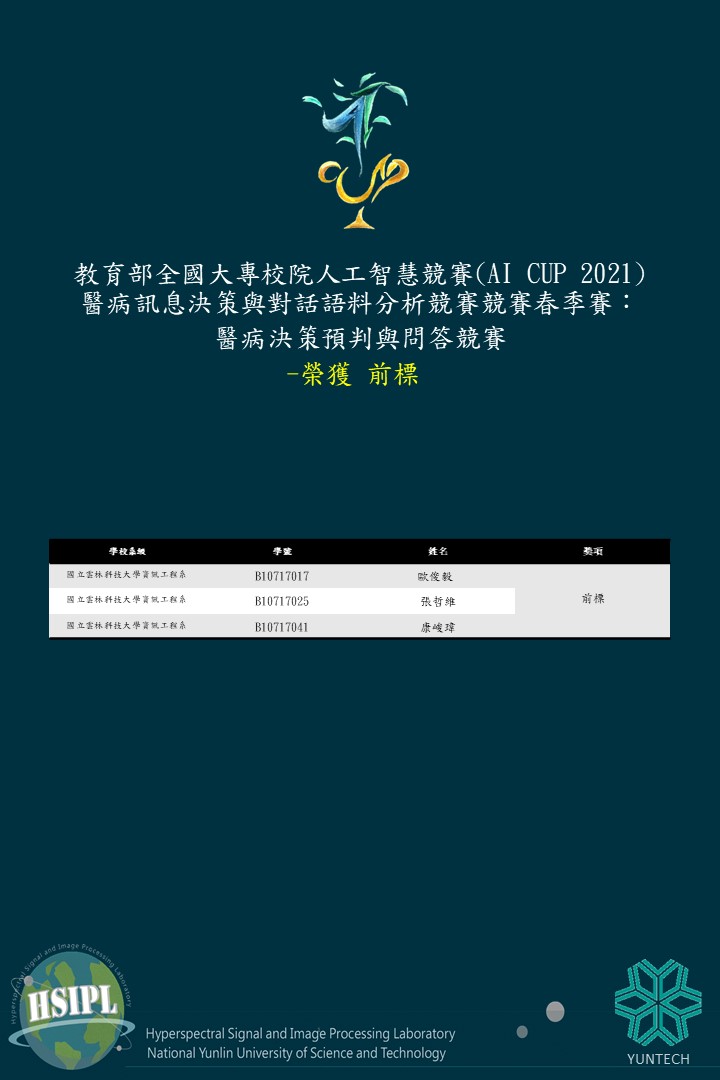 AI CUP
教育部全國大專校院人工智慧競賽(AI CUP 2021)
醫病訊息決策與對話語料分析競賽競賽春季賽：
醫病決策預判與問答競賽
-榮獲 前標
學校系級 學號 姓名 獎項
國立雲林科技大學資訊工程系 B10717017 歐俊毅
國立雲林科技大學資訊工程系 B10717025 張哲維 前標
國立雲林科技大學資訊工程系 B10717041 康峻瑋
Hyperspectral Signal and Image Processing Laboratory
HSIPL
Hyperspectral Signal and Image Processing Laboratory
National Yunlin University of Science and Technology
YUNTECH